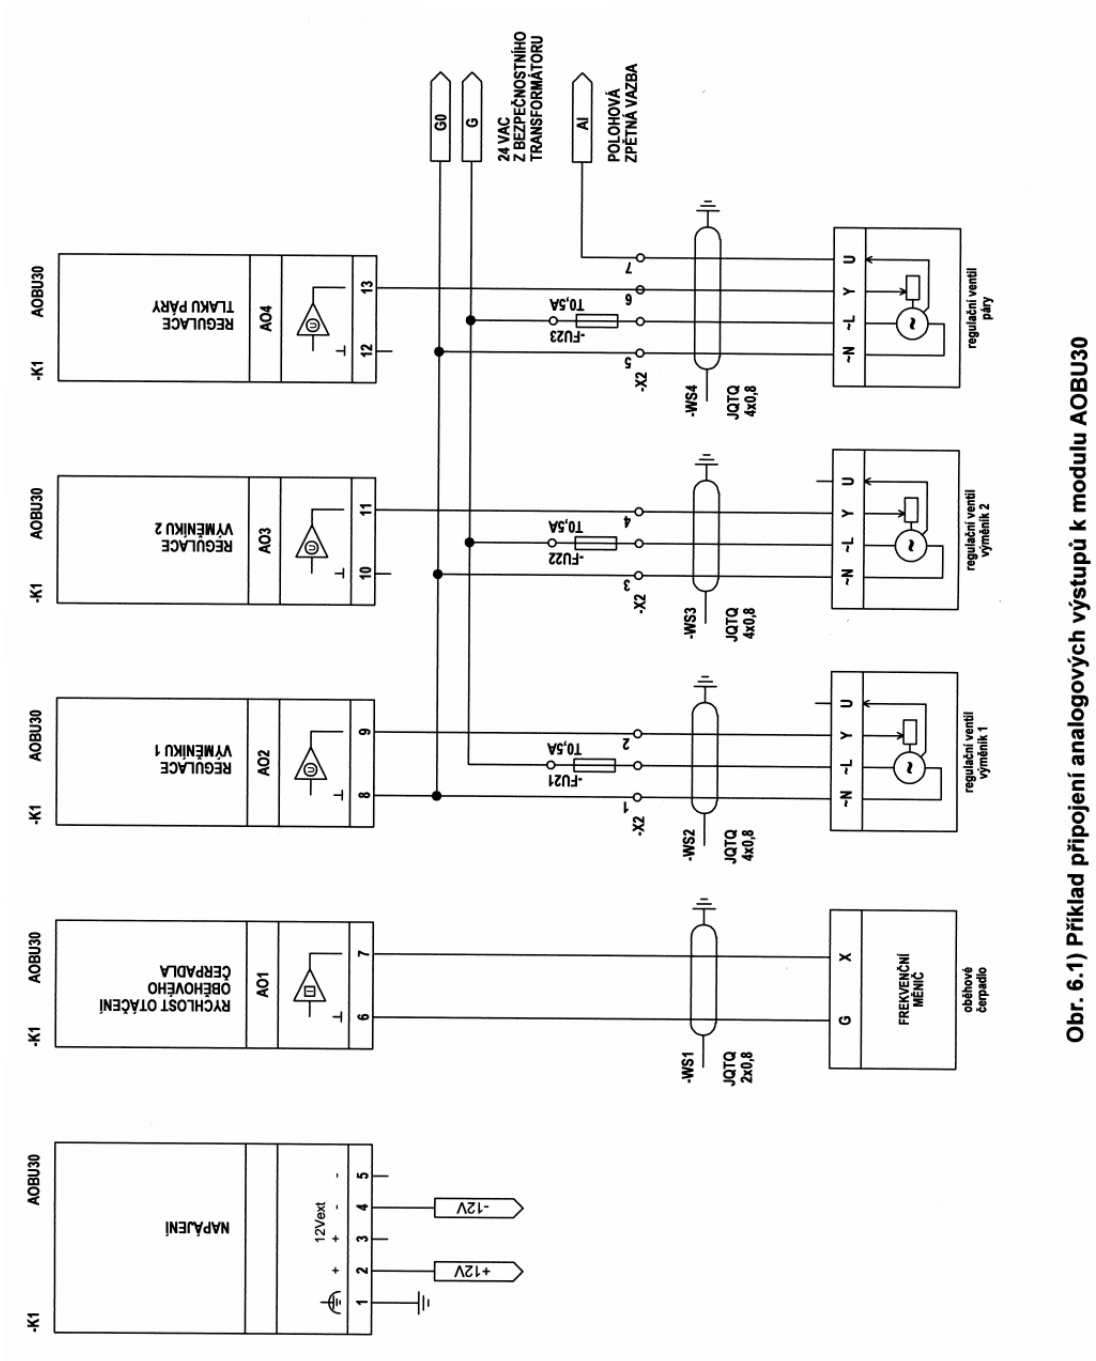 -K1
AOBU30
NAPÁJENÍ
12Vext
+
-
+
-
1
2
3
4
5
+12V
-12V
-K1
AOBU30
RYCHLOST OTÁČENÍ
OBĚHOVÉHO
ČERPADLA
AO1
U
6
7
-WS1
JQTQ
2x0,8
G
X
FREKVENČNÍ
MĚNIČ
oběhové
čerpadlo
-K1
AOBU30
REGULACE
VÝMĚNÍKU 1
AO2
U
8
9
-FU21
T0,5A
-X2
1
2
-WS2
JQTQ
4x0,8
~N
~L
Y
U
~
regulační ventil
výměník 1
-K1
AOBU30
REGULACE
VÝMĚNÍKU 2
AO3
U
10
11
-FU22
T0,5A
-X2
3
4
-WS3
JQTQ
4x0,8
~N
~L
Y
U
~
regulační ventil
výměník 2
-K1
AOBU30
REGULACE
TLAKU PÁRY
AO4
U
12
13
-FU23
T0,5A
-X2
5
6
7
-WS4
JQTQ
4x0,8
~N
~L
Y
U
~
regulační ventil
páry
G0
G
24 VAC
Z BEZPEČNOSTNÍHO
TRANSFORMÁTORU
AI
POLOHOVÁ
ZPĚTNÁ VAZBA
Obr. 6.1) Příklad připojení analogových výstupů k modulu AOBU30